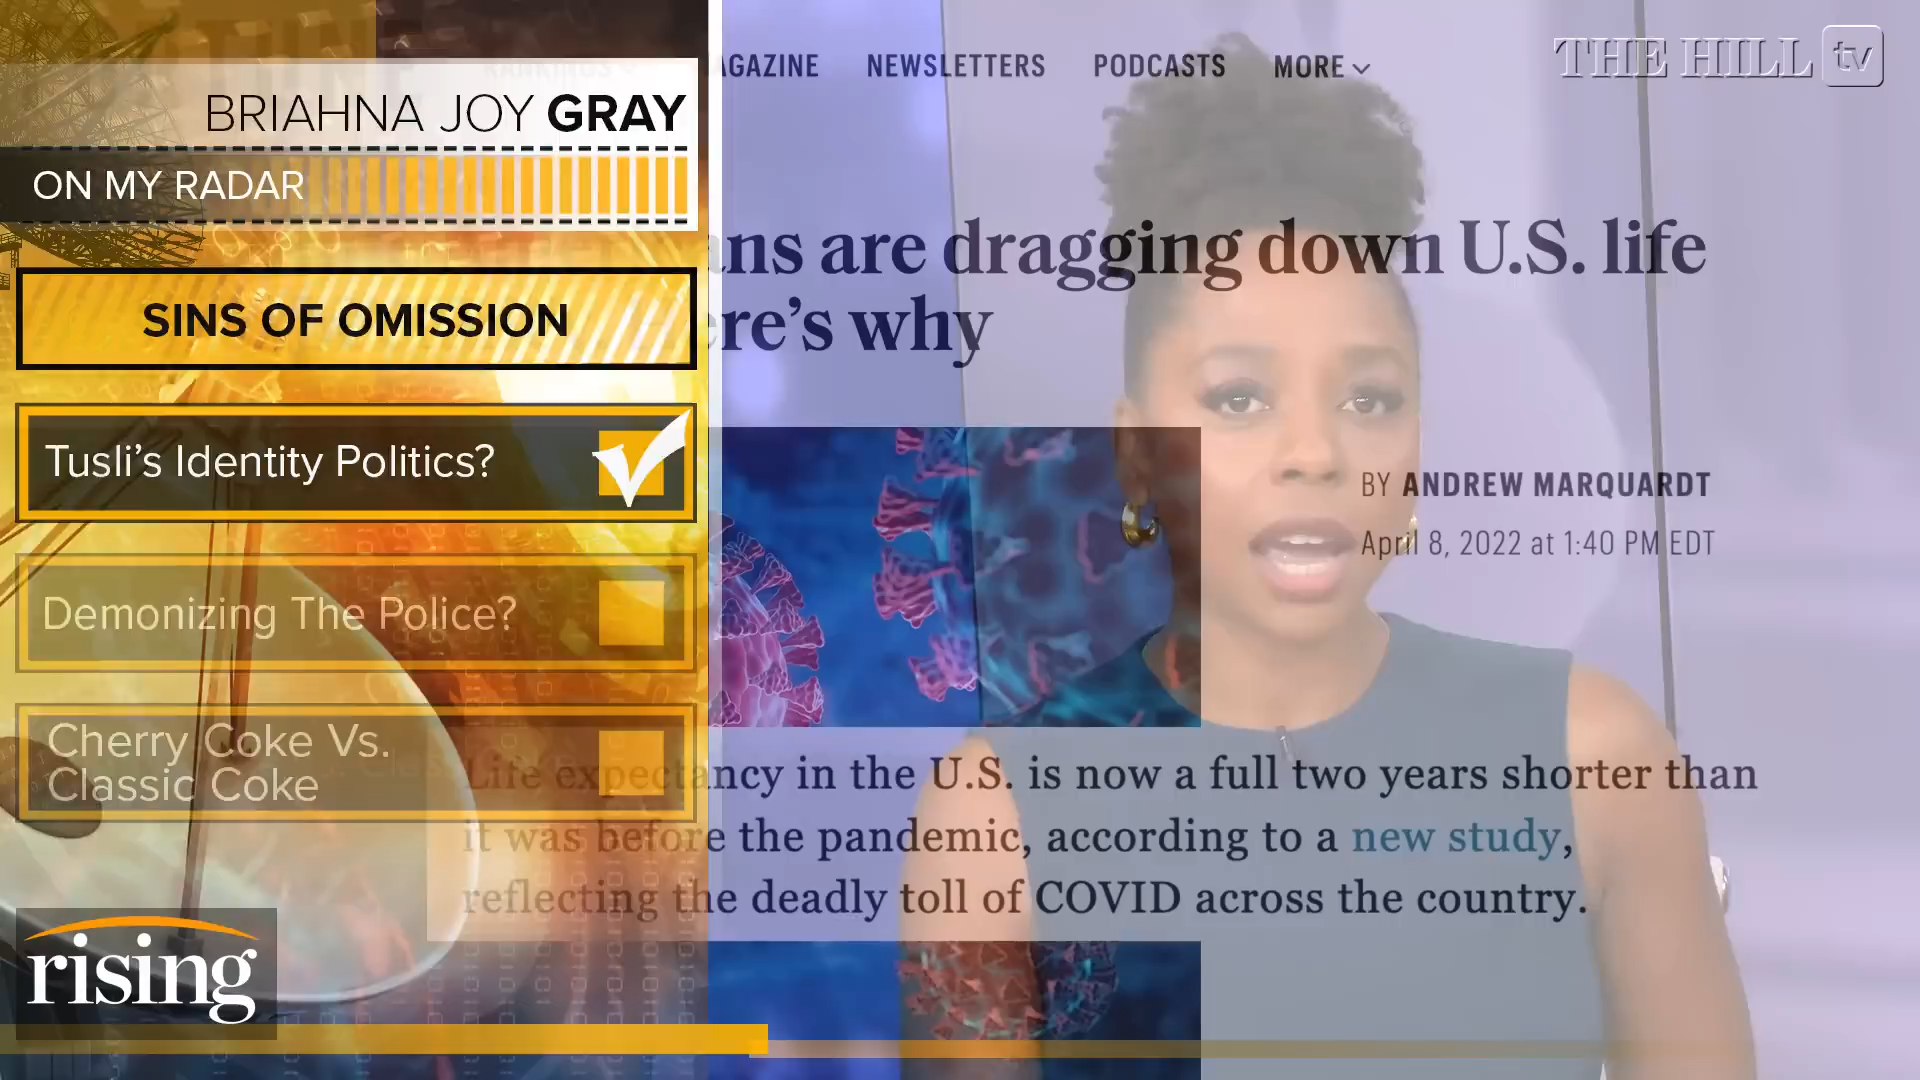 AGAZINE NEWSLETTERS PODCASTS MORE
THE HILL tv
BRIAHNA JOY GRAY
ON MY RADAR
SINS OF OMISSION
Tusli's Identity Politics?
Demonizing The Police?
Cherry Coke Vs.
Classic Coke
rising
ans are dragging down U.S. life
ere's why
BY ANDREW MARQUARDT
April 8, 2022 at 1:40 PM EDT
Life expectancy in the U.S. is now a full two years shorter than
it was before the pandemic, according to a new study,
reflecting the deadly toll of COVID across the country.